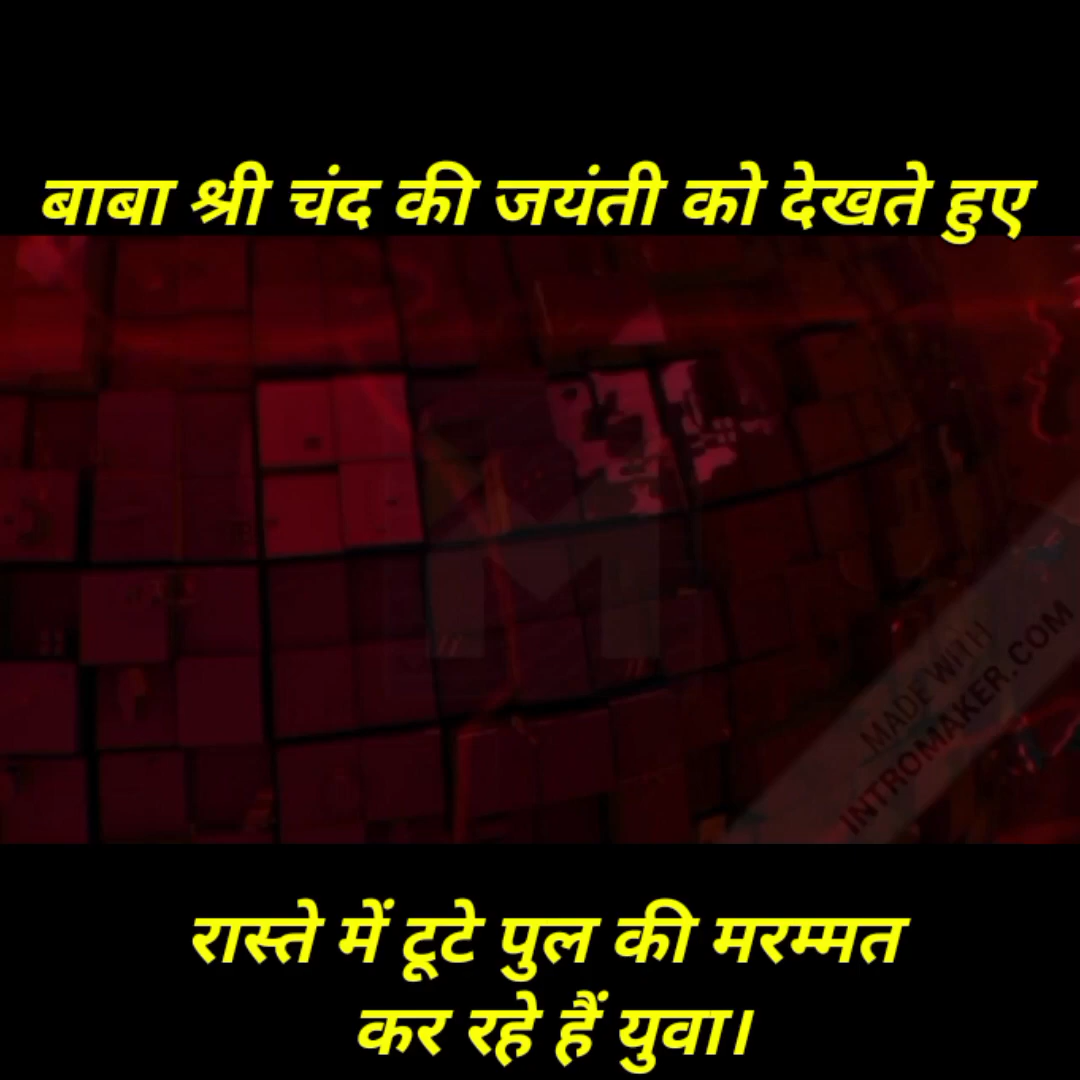 बाबा श्री चंद की जयंती को देखते हुए
MADE WITH
INTROMAKER.COM
रास्ते में टूटे पुल की मरम्मत
कर रहे हैं युवा।